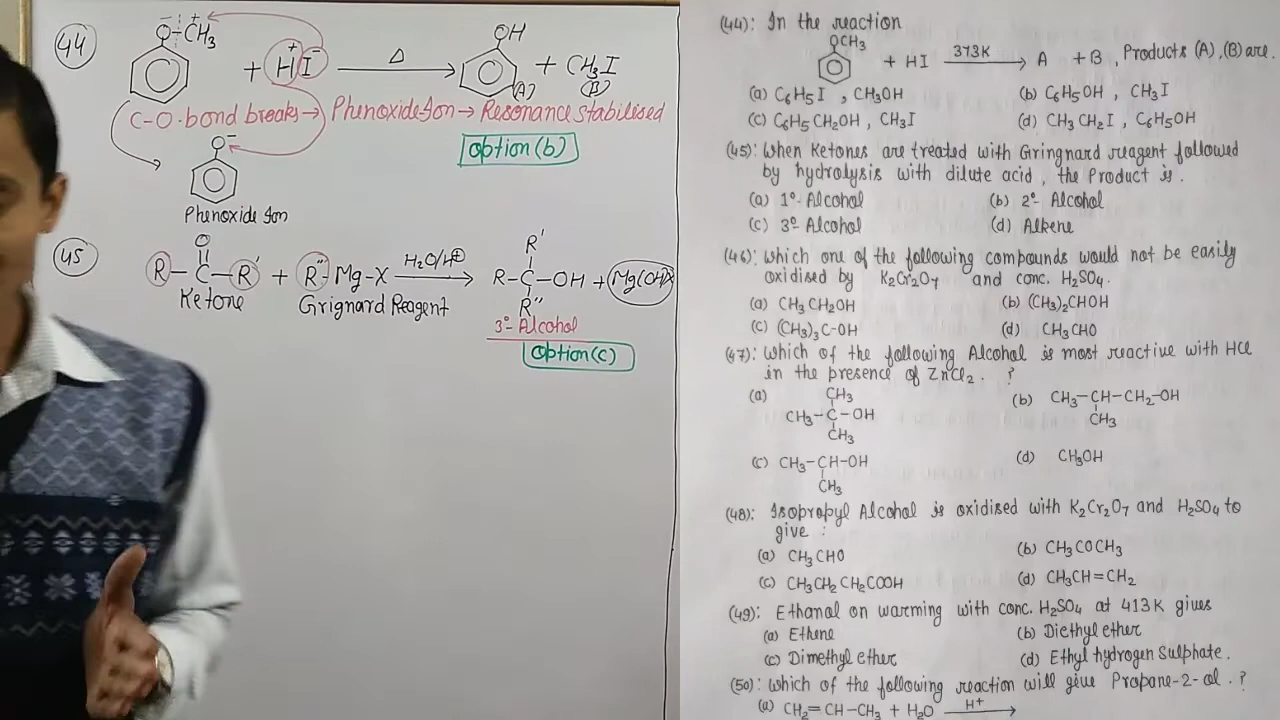 44
O - CH3 + HI Δ OH + CH3I
(A) (B)
C-O-bond breaks → Phenoxide Ion → Resonance stabilised
O-
option (b)
Phenoxide Ion
45
R-C-R' + R''-Mg-X H2O/H⊕ R-C-OH + Mg(OH)X
O R' R''
Ketone Grignard Reagent
3°- Alcohol
option (c)
(44): In the reaction
OCH3 + HI 373K → A + B, Products (A),(B) are.
(a) C6H5I , CH3OH (b) C6H5OH , CH3I
(c) C6H5CH2OH , CH3I (d) CH3CH2I , C6H5OH
(45): When Ketones are treated with Gringnard reagent followed
by hydrolysis with dilute acid, the Product is.
(a) 1°- Alcohol (b) 2°- Alcohol
(c) 3°- Alcohol (d) Alkene
(46): Which one of the following compounds would not be easily
oxidised by K2Cr2O7 and conc. H2SO4.
(a) CH3CH2OH (b) (CH3)2CHOH
(c) (CH3)3C-OH (d) CH3CHO
(47): Which of the following Alcohol is most reactive with HCl
in the presence of ZnCl2. ?
(a) CH3 (b) CH3-CH-CH2-OH
CH3-C-OH CH3
CH3
(c) CH3-CH-OH (d) CH3OH
CH3
(48): Isopropyl Alcohol is oxidised with K2Cr2O7 and H2SO4 to
give :
(a) CH3CHO (b) CH3COCH3
(c) CH3CH2CH2COOH (d) CH3CH=CH2
(49): Ethanol on warming with conc. H2SO4 at 413K gives
(a) Ethene (b) Diethyl ether
(c) Dimethyl ether (d) Ethyl hydrogen Sulphate.
(50): Which of the following reaction will give Propane-2-ol. ?
(a) CH2=CH-CH3 + H2O H+ →